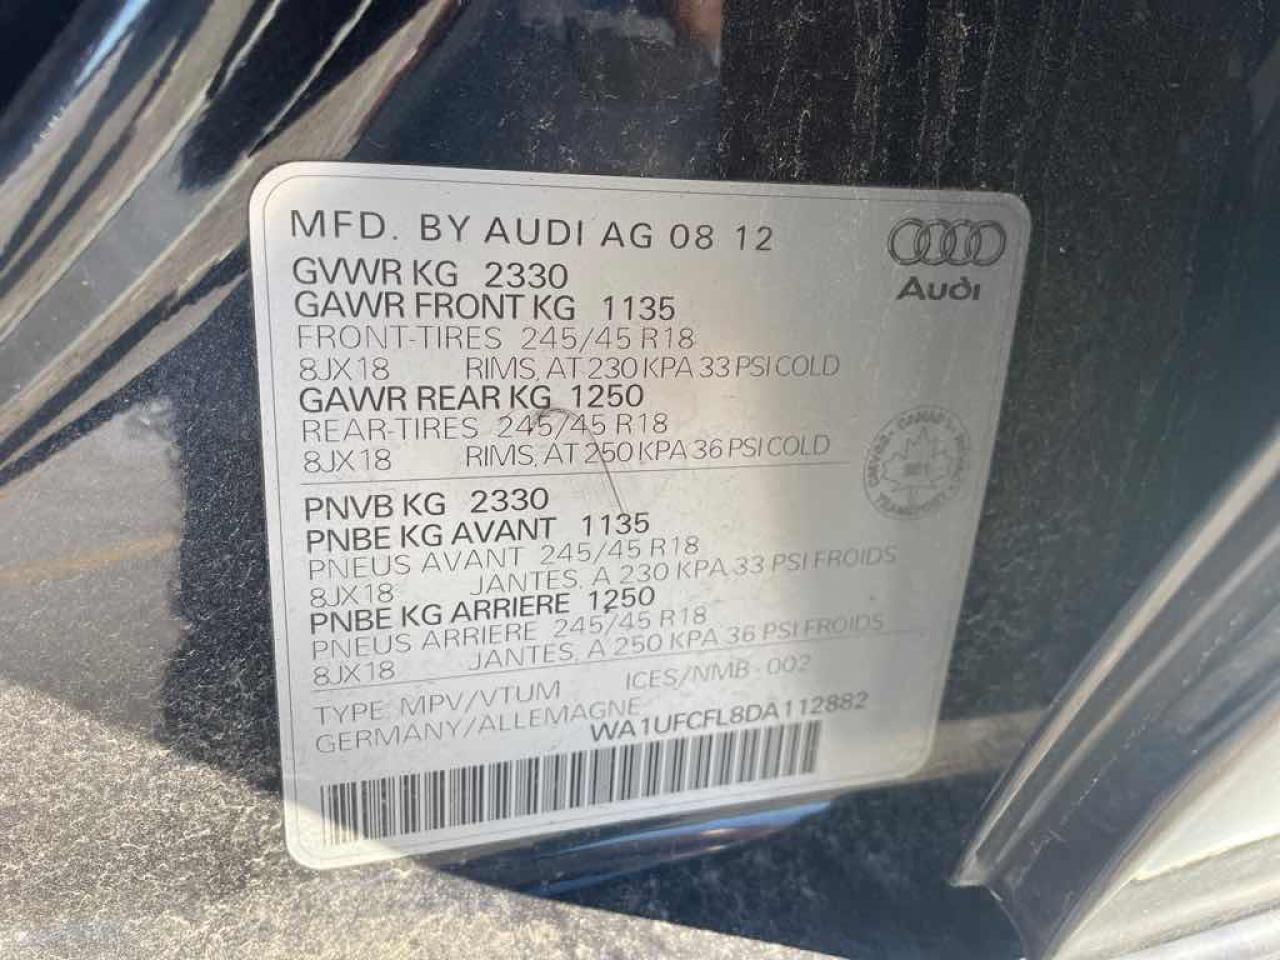 MFD. BY AUDI AG 08 12
Audi
GVWR KG 2330
GAWR FRONT KG 1135
FRONT-TIRES 245/45 R18
8JX18 RIMS, AT 230 KPA 33 PSI COLD
GAWR REAR KG 1250
REAR-TIRES 245/45 R18
8JX18 RIMS, AT 250 KPA 36 PSI COLD
PNVB KG 2330
PNBE KG AVANT 1135
PNEUS AVANT 245/45 R18
8JX18 JANTES, A 230 KPA 33 PSI FROIDS
PNBE KG ARRIERE 1250
PNEUS ARRIERE 245/45 R18
8JX18 JANTES, A 250 KPA 36 PSI FROIDS
TYPE: MPV/VTUM ICES/NMB - 002
GERMANY/ALLEMAGNE
WA1UFCFL8DA112882
CANADA
TRANSPORT